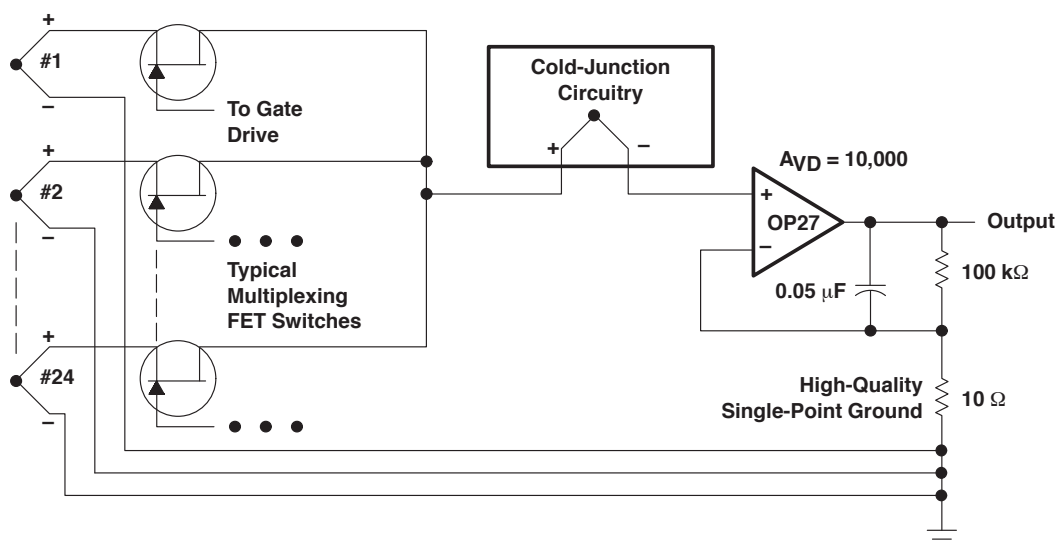 +
#1
−
To Gate
Drive
+
#2
−
Typical
Multiplexing
FET Switches
+
#24
−
Cold-Junction
Circuitry
+ −
AVD = 10,000
+
OP27
−
Output
100 kΩ
0.05 μF
High-Quality
Single-Point Ground
10 Ω